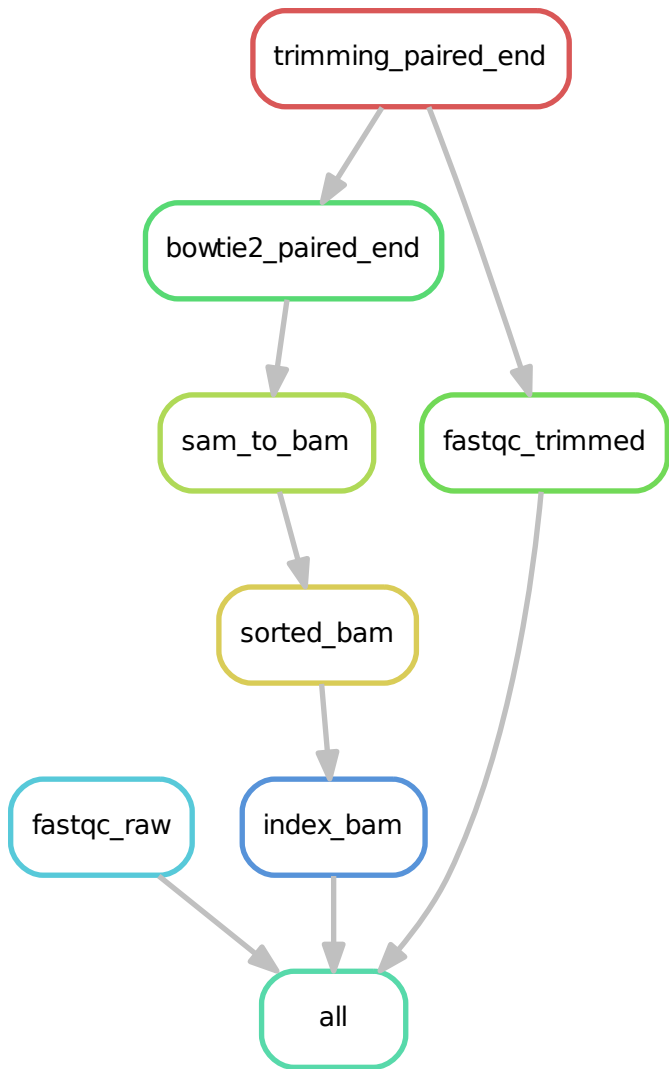 trimming_paired_end
bowtie2_paired_end
sam_to_bam
fastqc_trimmed
sorted_bam
fastqc_raw
index_bam
all